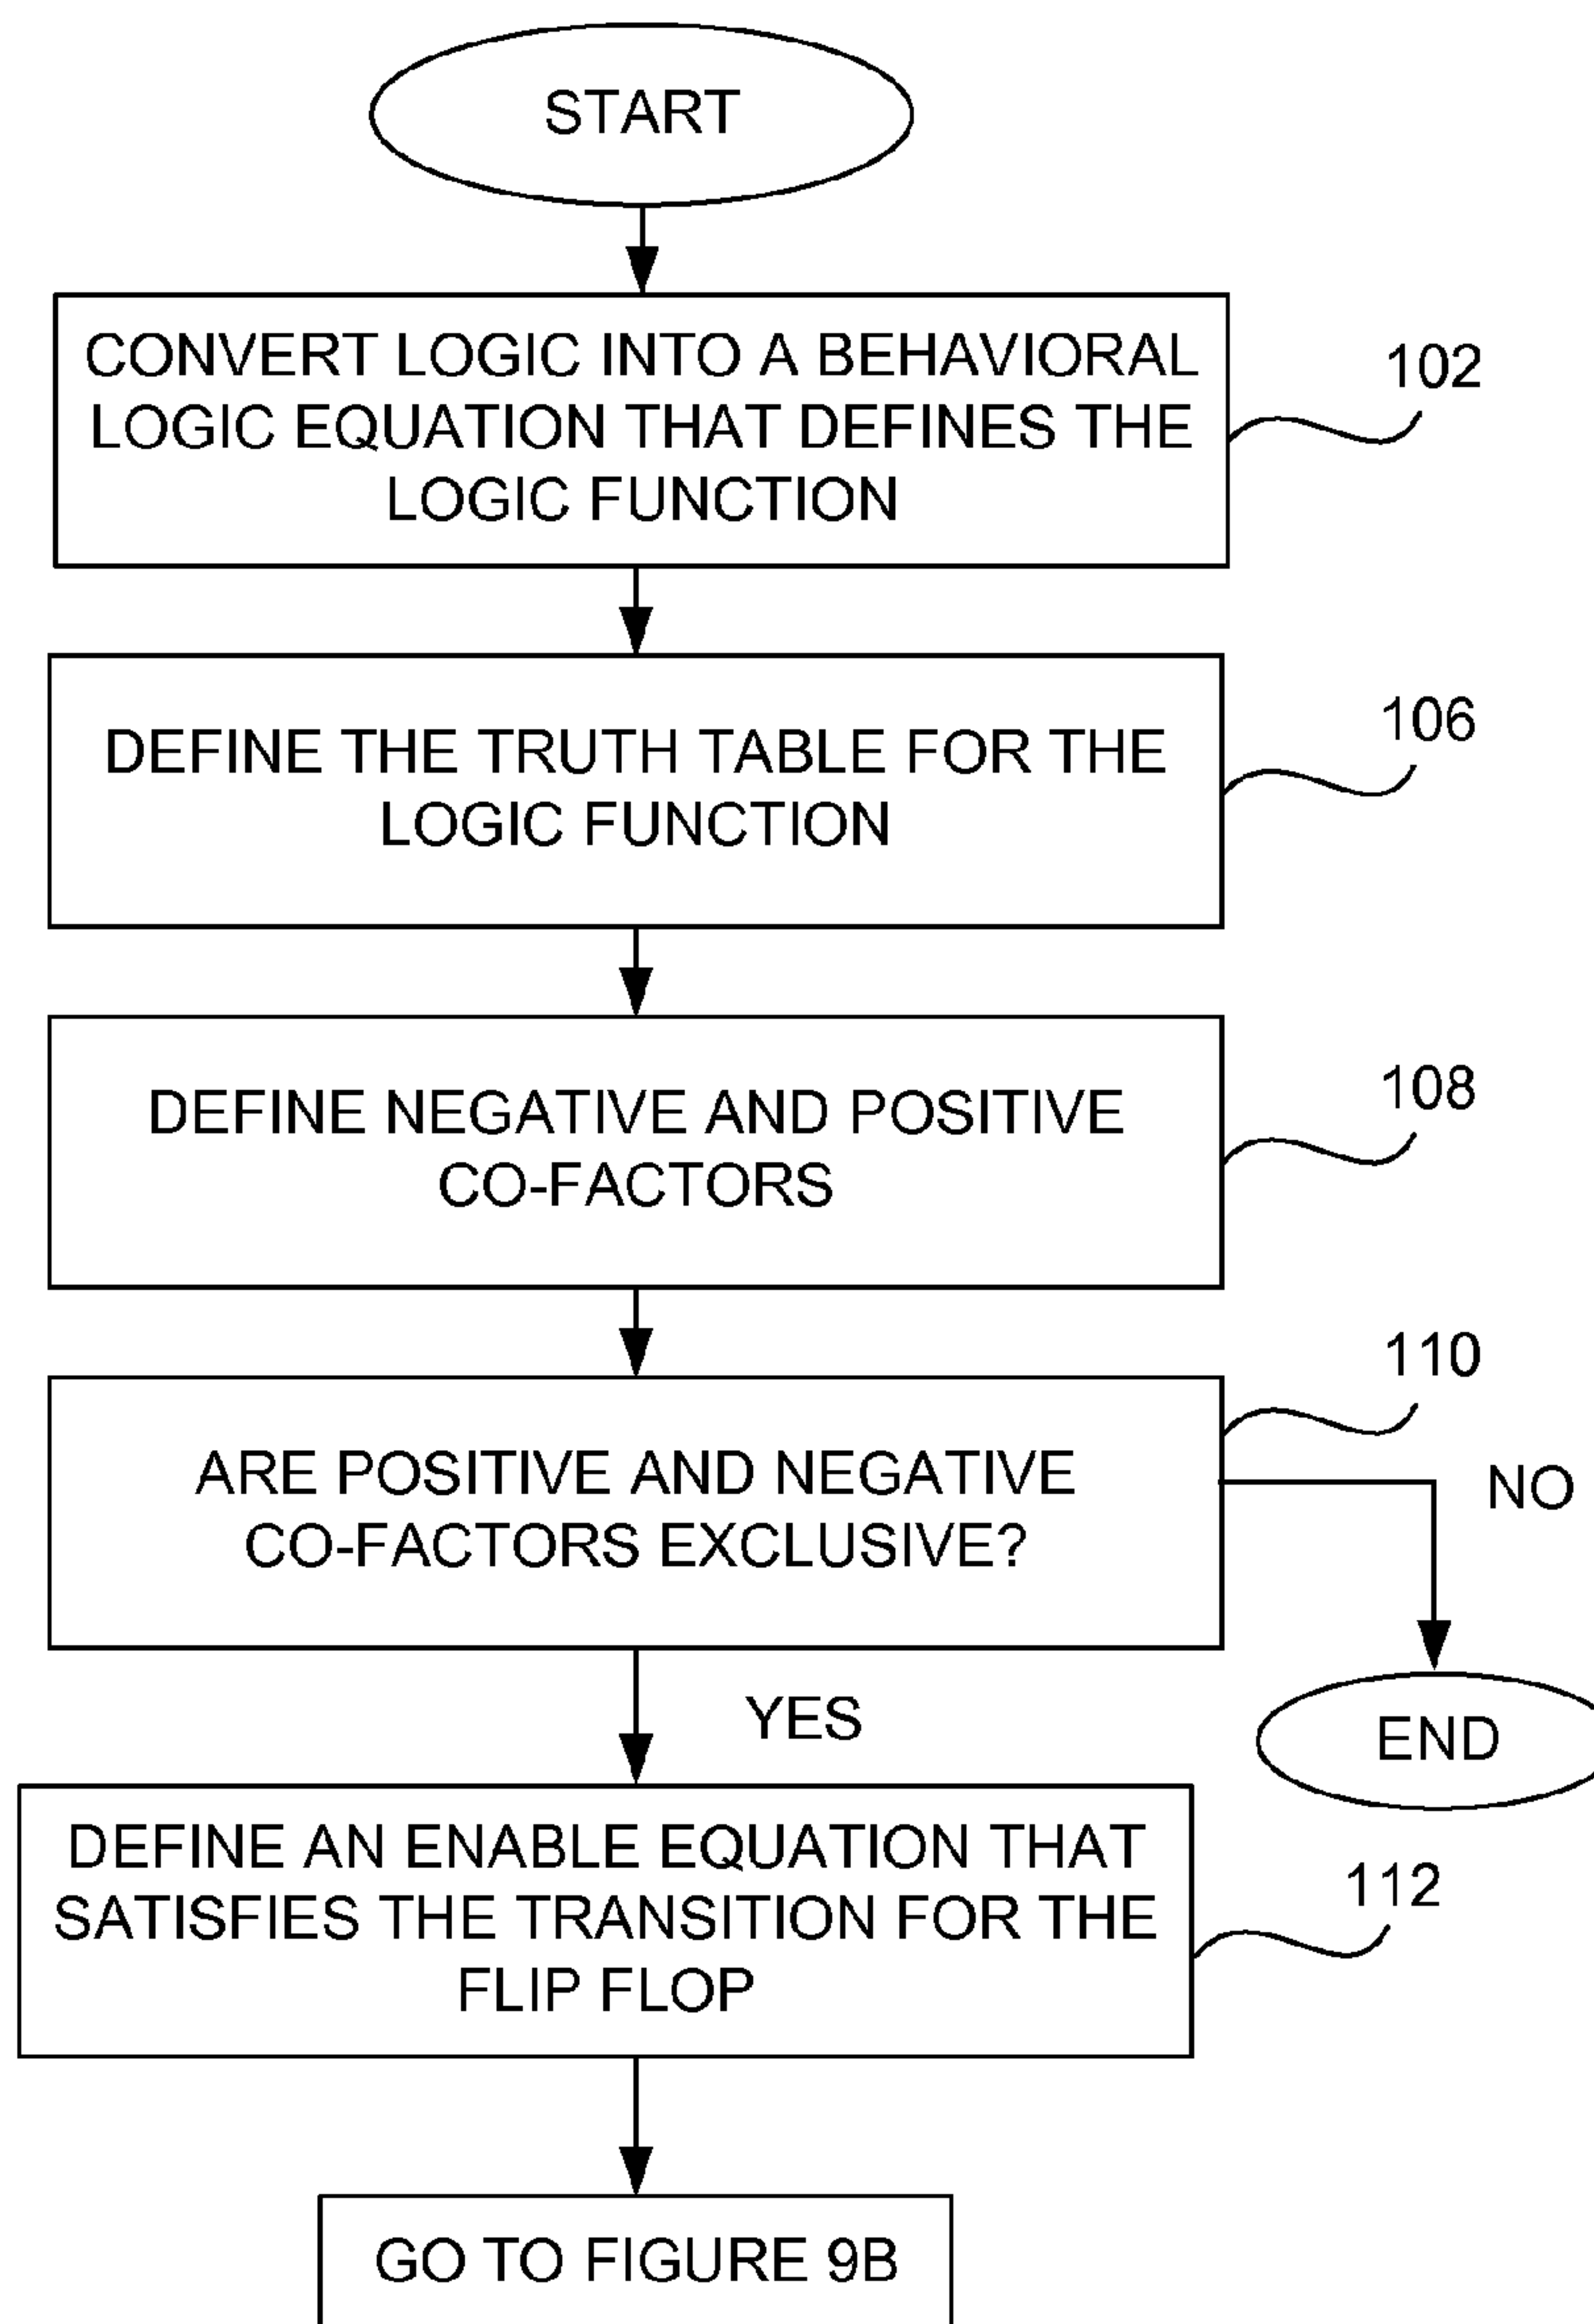 START
CONVERT LOGIC INTO A BEHAVIORAL
LOGIC EQUATION THAT DEFINES THE
LOGIC FUNCTION
102
DEFINE THE TRUTH TABLE FOR THE
LOGIC FUNCTION
106
DEFINE NEGATIVE AND POSITIVE
CO-FACTORS
108
ARE POSITIVE AND NEGATIVE
CO-FACTORS EXCLUSIVE?
110
NO
YES
END
DEFINE AN ENABLE EQUATION THAT
SATISFIES THE TRANSITION FOR THE
FLIP FLOP
112
GO TO FIGURE 9B